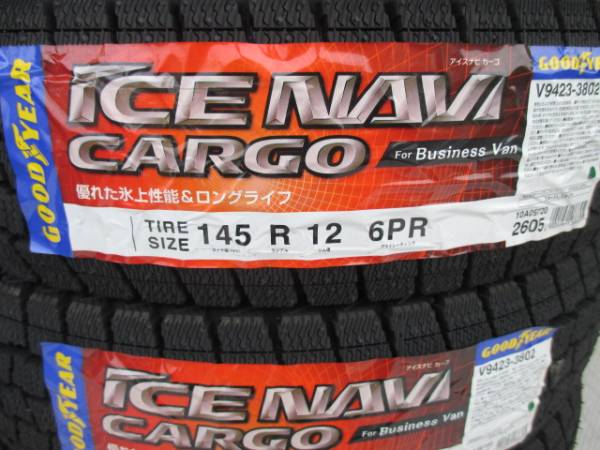 GOODYEAR
アイスナビ カーゴ
ICE NAVI
CARGO
For Business Van
優れた氷上性能&ロングライフ
TIRE SIZE 145 R 12 6PR
GOODYEAR
V9423-3802
2605
GOODYEAR
アイスナビ カーゴ
ICE NAVI
CARGO
For Business Van
GOODYEAR
V9423-3802